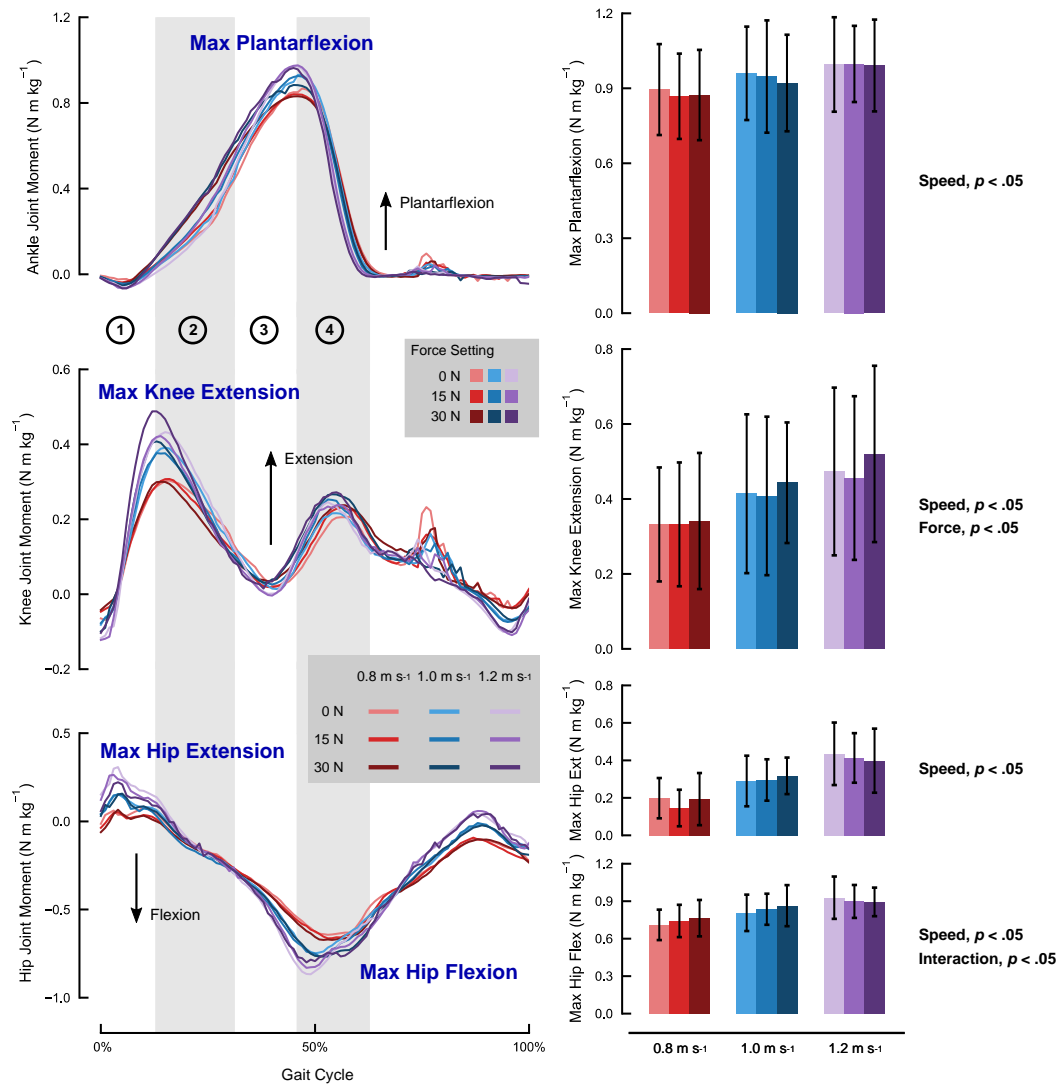 1.2
0.8
0.4
0.0
Ankle Joint Moment (N m kg⁻¹)
Max Plantarflexion
Plantarflexion
1
2
3
4
Force Setting
0 N
15 N
30 N
0.6
0.4
0.2
0.0
−0.2
Knee Joint Moment (N m kg⁻¹)
Max Knee Extension
Extension
0.8 m s⁻¹ 1.0 m s⁻¹ 1.2 m s⁻¹
0 N
15 N
30 N
0.5
0.0
−0.5
−1.0
Hip Joint Moment (N m kg⁻¹)
Max Hip Extension
Flexion
Max Hip Flexion
0% 50% 100%
Gait Cycle
1.2
0.9
0.6
0.3
0.0
Max Plantarflexion (N m kg⁻¹)
Speed, p < .05
0.8
0.6
0.4
0.2
0.0
Max Knee Extension (N m kg⁻¹)
Speed, p < .05
Force, p < .05
0.8
0.6
0.4
0.2
0.0
Max Hip Ext (N m kg⁻¹)
Speed, p < .05
1.2
0.9
0.6
0.3
0.0
Max Hip Flex (N m kg⁻¹)
Speed, p < .05
Interaction, p < .05
0.8 m s⁻¹ 1.0 m s⁻¹ 1.2 m s⁻¹